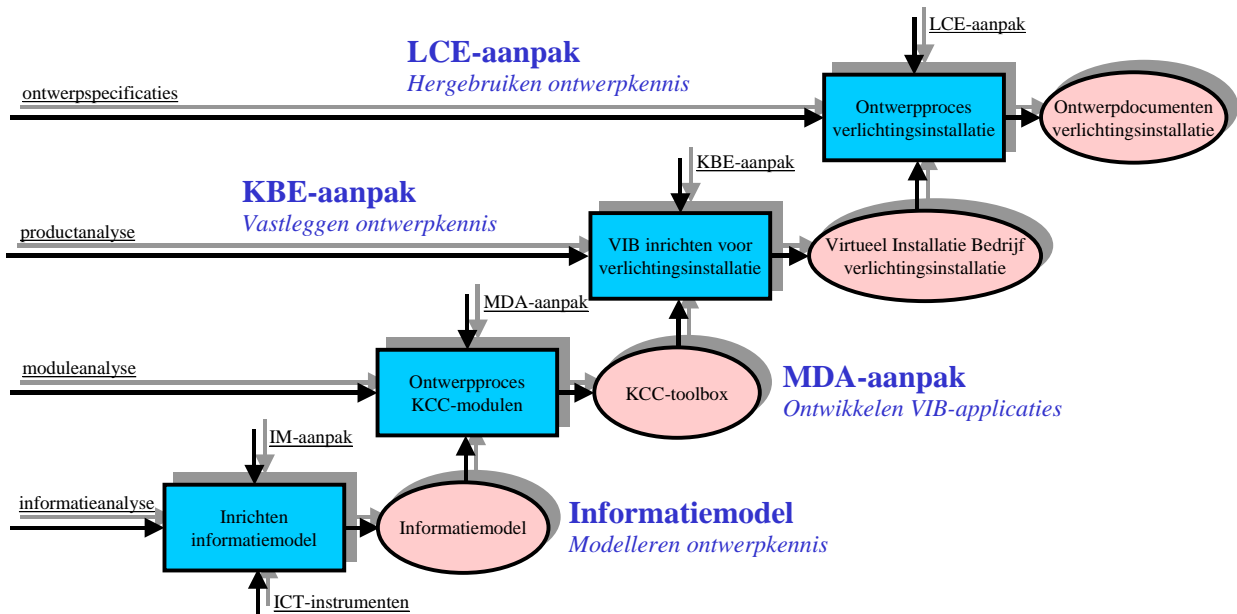 LCE-aanpak
LCE-aanpak
Hergebruiken ontwerpkennis
ontwerpspecificaties
Ontwerpproces
verlichtingsinstallatie
Ontwerpdocumenten
verlichtingsinstallatie
KBE-aanpak
KBE-aanpak
Vastleggen ontwerpkennis
productanalyse
VIB inrichten voor
verlichtingsinstallatie
Virtueel Installatie Bedrijf
verlichtingsinstallatie
MDA-aanpak
moduleanalyse
Ontwerpproces
KCC-modulen
KCC-toolbox
MDA-aanpak
Ontwikkelen VIB-applicaties
IM-aanpak
informatieanalyse
Inrichten
informatiemodel
Informatiemodel
Informatiemodel
Modelleren ontwerpkennis
ICT-instrumenten